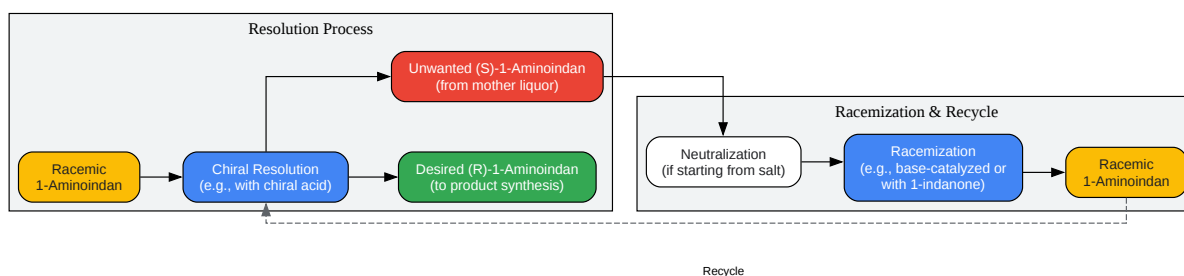 Resolution Process
Unwanted (S)-1-Aminoindan
(from mother liquor)
Racemic
1-Aminoindan
Chiral Resolution
(e.g., with chiral acid)
Desired (R)-1-Aminoindan
(to product synthesis)
Racemization & Recycle
Neutralization
(if starting from salt)
Racemization
(e.g., base-catalyzed or
with 1-indanone)
Racemic
1-Aminoindan
Recycle